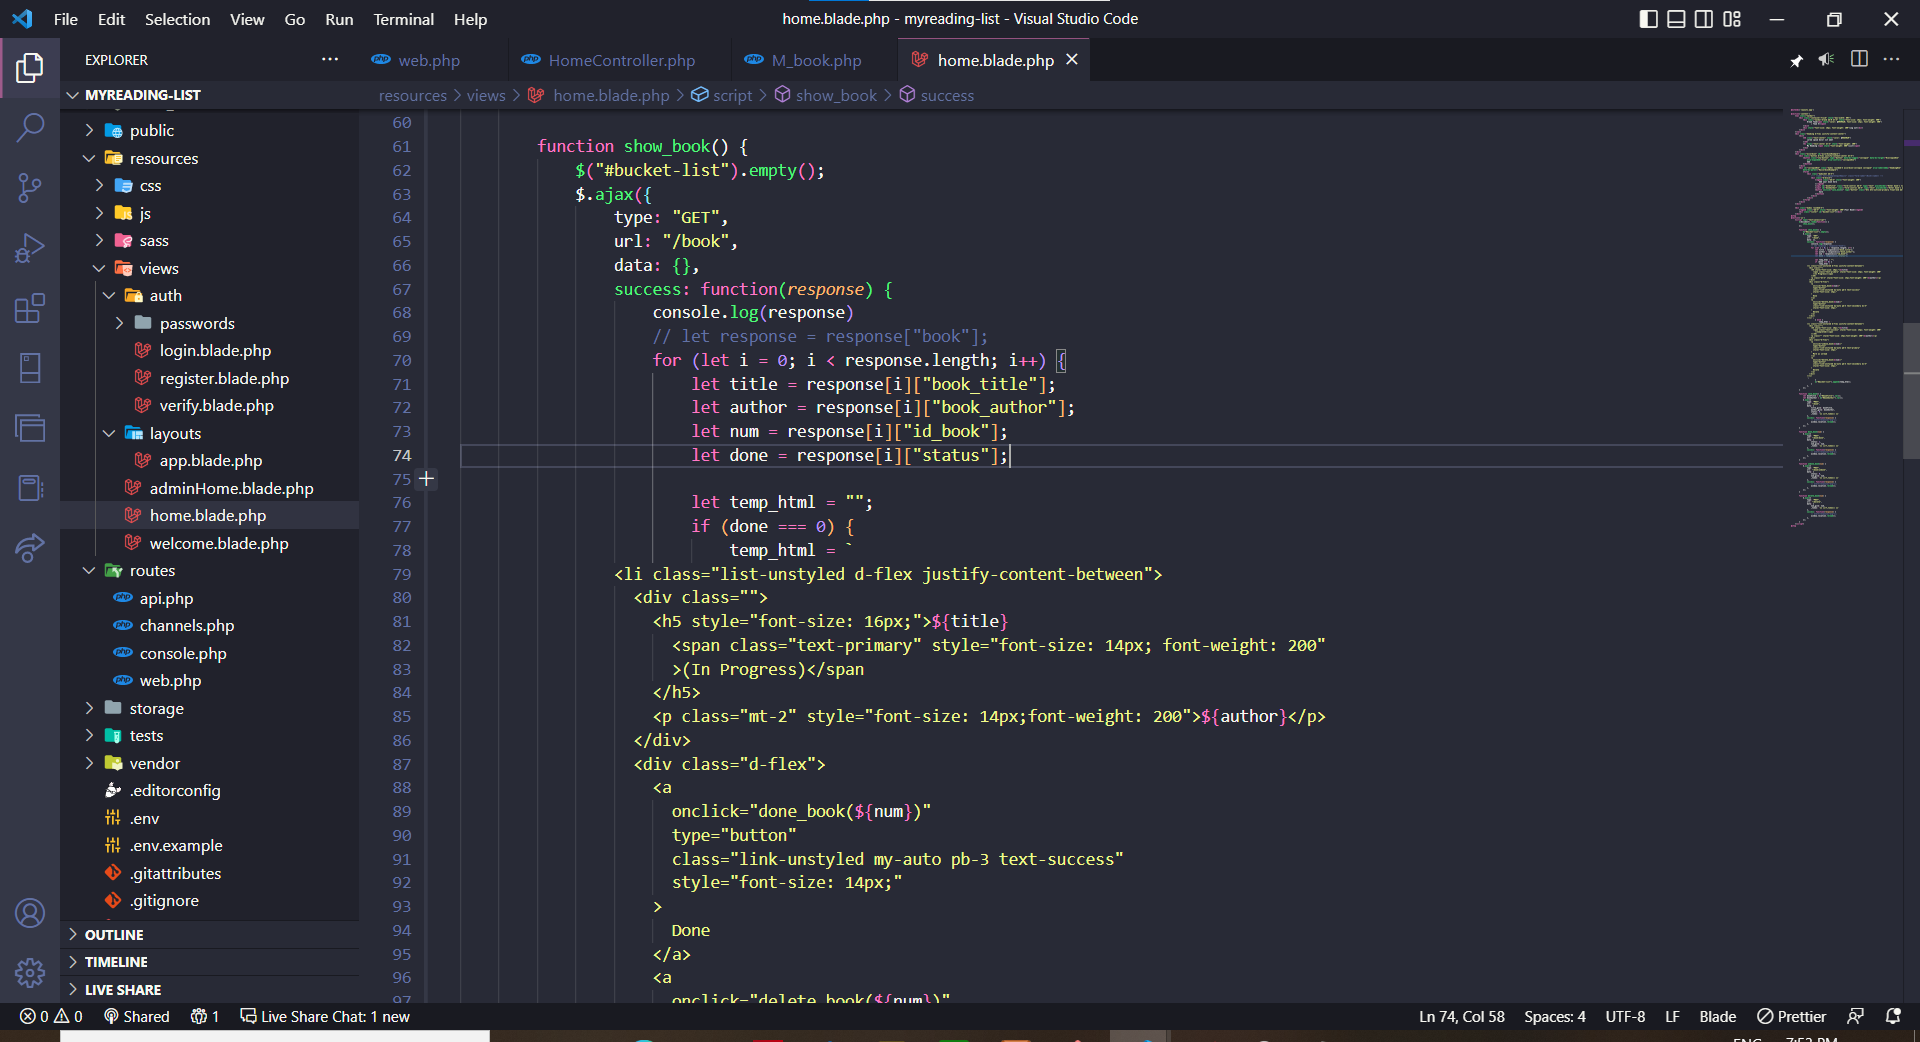 File Edit Selection View Go Run Terminal Help
home.blade.php - myreading-list - Visual Studio Code
EXPLORER
web.php
HomeController.php
M_book.php
home.blade.php
MYREADING-LIST
resources > views > home.blade.php > script > show_book > success
public
resources
css
js
sass
views
auth
passwords
login.blade.php
register.blade.php
verify.blade.php
layouts
app.blade.php
adminHome.blade.php
home.blade.php
welcome.blade.php
routes
api.php
channels.php
console.php
web.php
storage
tests
vendor
.editorconfig
.env
.env.example
.gitattributes
.gitignore
OUTLINE
TIMELINE
LIVE SHARE
60
61 function show_book() {
62 $("#bucket-list").empty();
63 $.ajax({
64 type: "GET",
65 url: "/book",
66 data: {},
67 success: function(response) {
68 console.log(response)
69 // let response = response["book"];
70 for (let i = 0; i < response.length; i++) {
71 let title = response[i]["book_title"];
72 let author = response[i]["book_author"];
73 let num = response[i]["id_book"];
74 let done = response[i]["status"];
75
76 let temp_html = "";
77 if (done === 0) {
78 temp_html = `
79 <li class="list-unstyled d-flex justify-content-between">
80 <div class="">
81 <h5 style="font-size: 16px;">${title}
82 <span class="text-primary" style="font-size: 14px; font-weight: 200"
83 >(In Progress)</span
84 </h5>
85 <p class="mt-2" style="font-size: 14px;font-weight: 200">${author}</p>
86 </div>
87 <div class="d-flex">
88 <a
89 onclick="done_book(${num})"
90 type="button"
91 class="link-unstyled my-auto pb-3 text-success"
92 style="font-size: 14px;"
93 >
94 Done
95 </a>
96 <a
97 onclick="delete_book(${num})"
0 0 Shared 1 Live Share Chat: 1 new
Ln 74, Col 58 Spaces: 4 UTF-8 LF Blade Prettier
ENG 7:52 PM